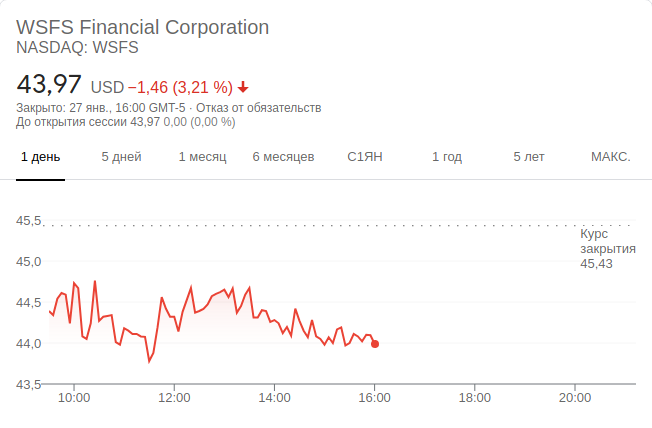 WSFS Financial Corporation
NASDAQ: WSFS
43,97 USD −1,46 (3,21 %)
Закрыто: 27 янв., 16:00 GMT-5 · Отказ от обязательств
До открытия сессии 43,97 0,00 (0,00 %)
1 день 5 дней 1 месяц 6 месяцев С1ЯН 1 год 5 лет МАКС.
45,5
Курс
закрытия
45,43
45,0
44,5
44,0
43,5
10:00 12:00 14:00 16:00 18:00 20:00